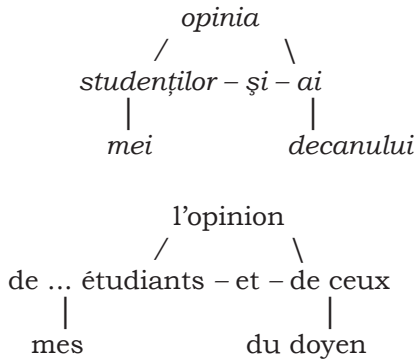 opinia
/ \
studenților – și – ai
| |
mei decanului
l’opinion
/ \
de ... étudiants – et – de ceux
| |
mes du doyen